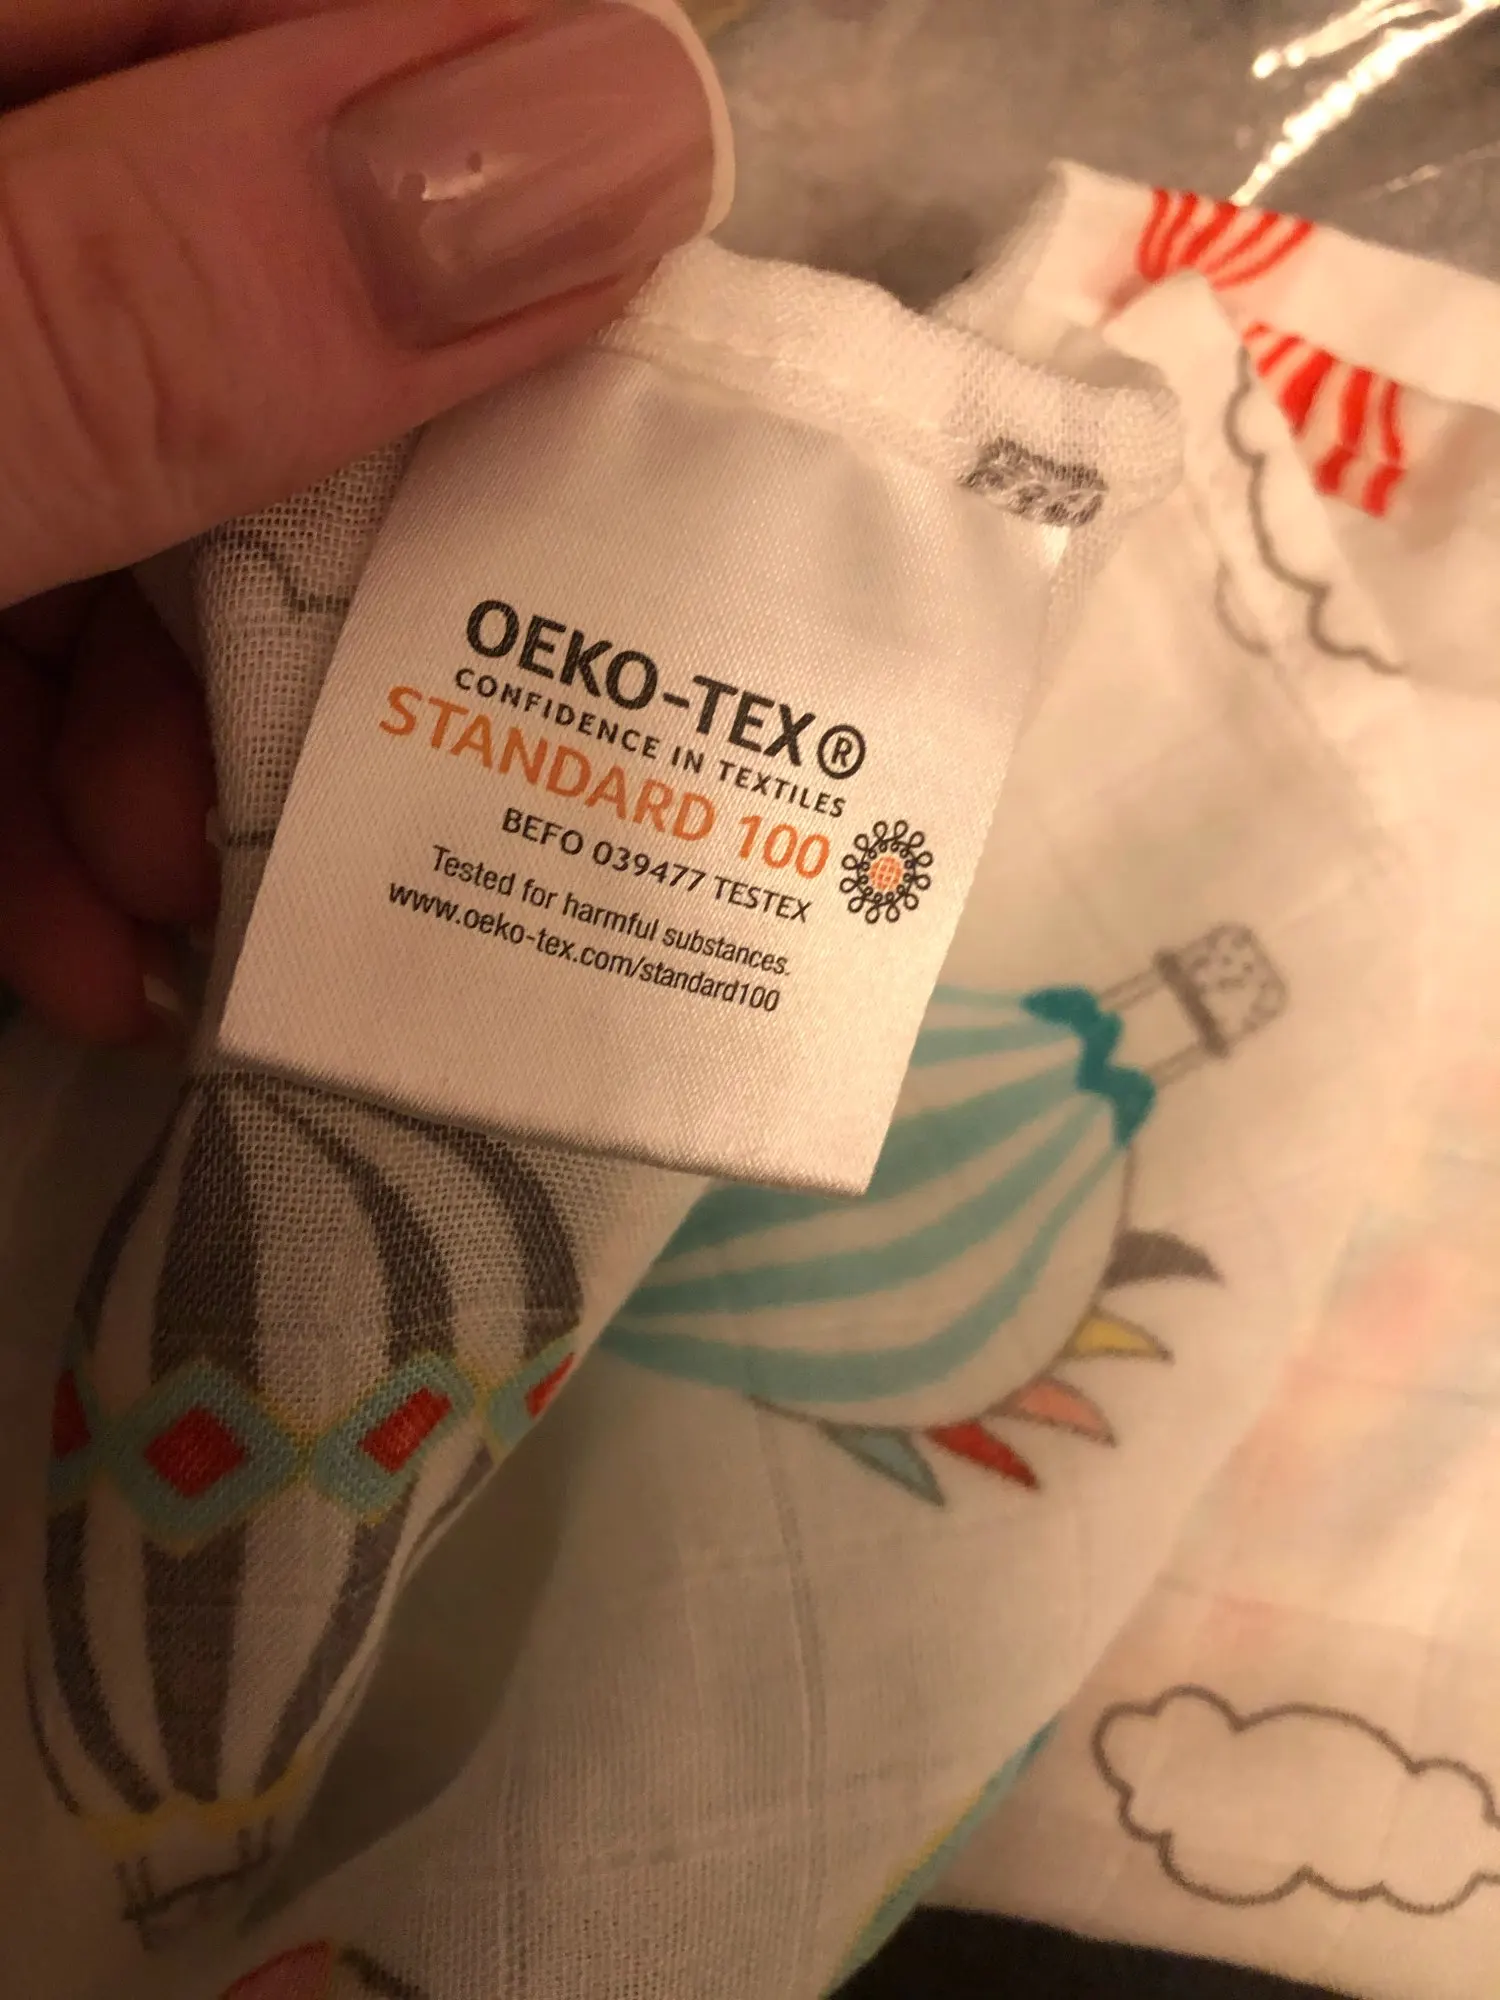 OEKO-TEX®
CONFIDENCE IN TEXTILES
STANDARD 100
BEFO 039477 TESTEX
Tested for harmful substances.
www.oeko-tex.com/standard100